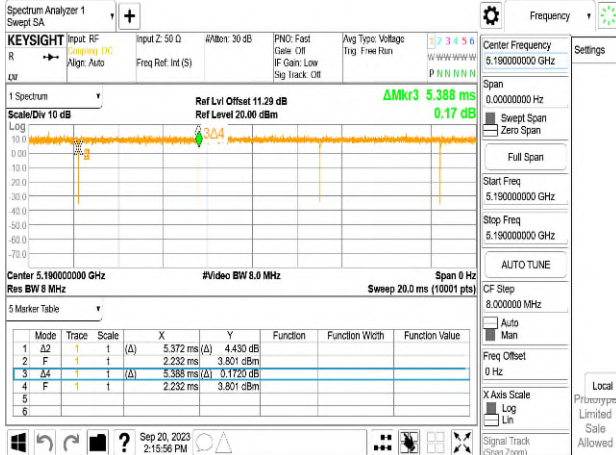 Spectrum Analyzer 1
Swept SA
+
Frequency
KEYSIGHT
R
Input: RF
Coupling: DC
Align: Auto
Input Z: 50 Ω
Freq Ref: Int (S)
#Atten: 30 dB
PNO: Fast
Gate: Off
IF Gain: Low
Sig Track: Off
Avg Type: Voltage
Trig: Free Run
1 2 3 4 5 6
W W W W W W
P N N N N N
1 Spectrum
Scale/Div 10 dB
Ref Lvl Offset 11.29 dB
Ref Level 20.00 dBm
ΔMkr3 5.388 ms
0.17 dB
Log
10.0
0.00
-10.0
-20.0
-30.0
-40.0
-50.0
-60.0
-70.0
3Δ4
Center 5.190000000 GHz
Res BW 8 MHz
#Video BW 8.0 MHz
Span 0 Hz
Sweep 20.0 ms (10001 pts)
5 Marker Table
Mode Trace Scale X Y Function Function Width Function Value
1 Δ2 1 t (Δ) 5.372 ms (Δ) 4.430 dB
2 F 1 t 2.232 ms 3.801 dBm
3 Δ4 1 t (Δ) 5.388 ms (Δ) 0.1720 dB
4 F 1 t 2.232 ms 3.801 dBm
5
6
Sep 20, 2023
2:15:56 PM
?
Center Frequency
5.190000000 GHz
Span
0.00000000 Hz
Swept Span
Zero Span
Full Span
Start Freq
5.190000000 GHz
Stop Freq
5.190000000 GHz
AUTO TUNE
CF Step
8.000000 MHz
Auto
Man
Freq Offset
0 Hz
X Axis Scale
Log
Lin
Signal Track
(Span Zoom)
Settings
Local
Prototype
Limited
Sale
Allowed